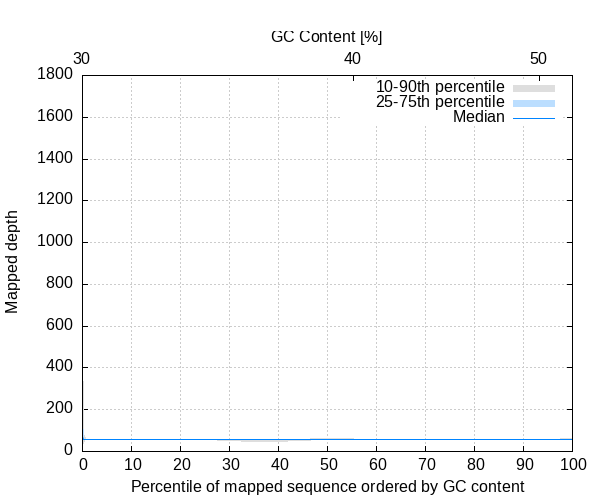 GC Content [%]
30 40 50
1800
10-90th percentile
25-75th percentile
Median
1600
1400
1200
1000
800
600
400
200
0
Mapped depth
0 10 20 30 40 50 60 70 80 90 100
Percentile of mapped sequence ordered by GC content